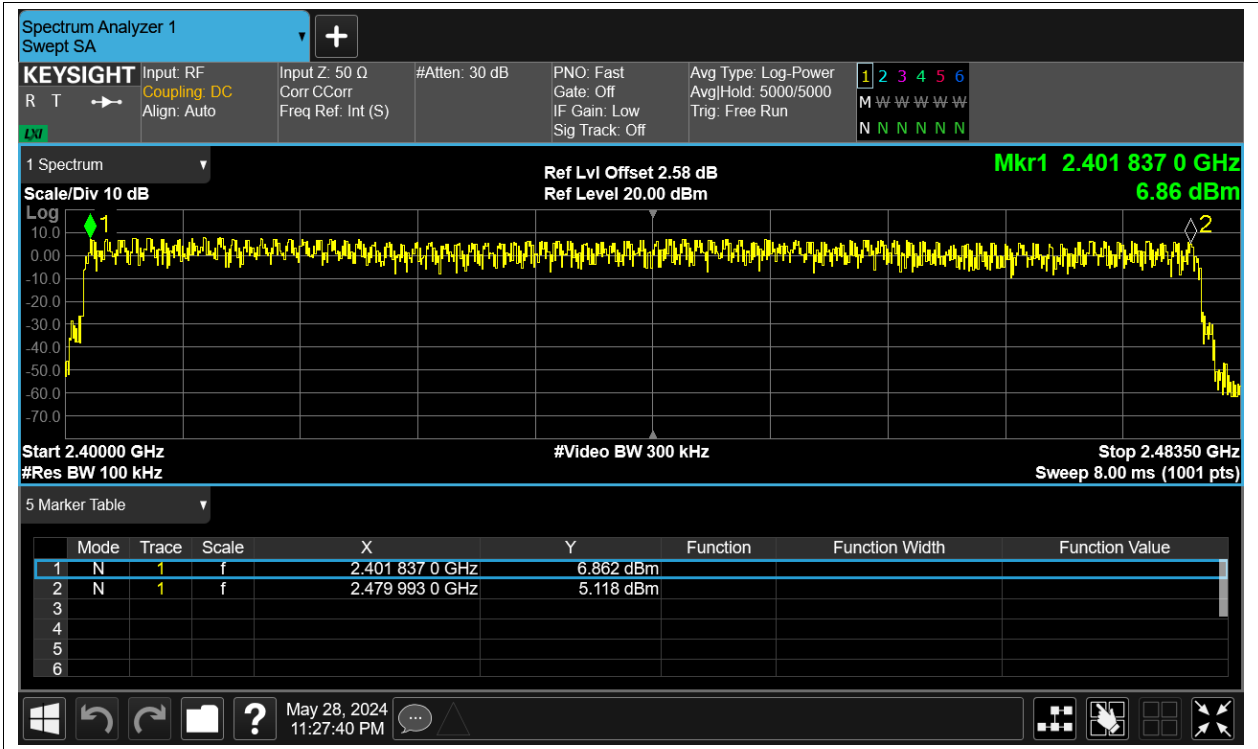 Spectrum Analyzer 1
Swept SA
KEYSIGHT
R T
LXI
Input: RF
Coupling: DC
Align: Auto
Input Z: 50 Ω
Corr CCorr
Freq Ref: Int (S)
#Atten: 30 dB
PNO: Fast
Gate: Off
IF Gain: Low
Sig Track: Off
Avg Type: Log-Power
Avg|Hold: 5000/5000
Trig: Free Run
1 2 3 4 5 6
M W W W W W
N N N N N N
1 Spectrum
Scale/Div 10 dB
Ref Lvl Offset 2.58 dB
Ref Level 20.00 dBm
Mkr1 2.401 837 0 GHz
6.86 dBm
Log
1
2
10.0
0.00
-10.0
-20.0
-30.0
-40.0
-50.0
-60.0
-70.0
Start 2.40000 GHz
#Video BW 300 kHz
Stop 2.48350 GHz
#Res BW 100 kHz
Sweep 8.00 ms (1001 pts)
5 Marker Table
Mode Trace Scale X Y Function Function Width Function Value
1 N 1 f 2.401 837 0 GHz 6.862 dBm
2 N 1 f 2.479 993 0 GHz 5.118 dBm
3
4
5
6
?
May 28, 2024
11:27:40 PM